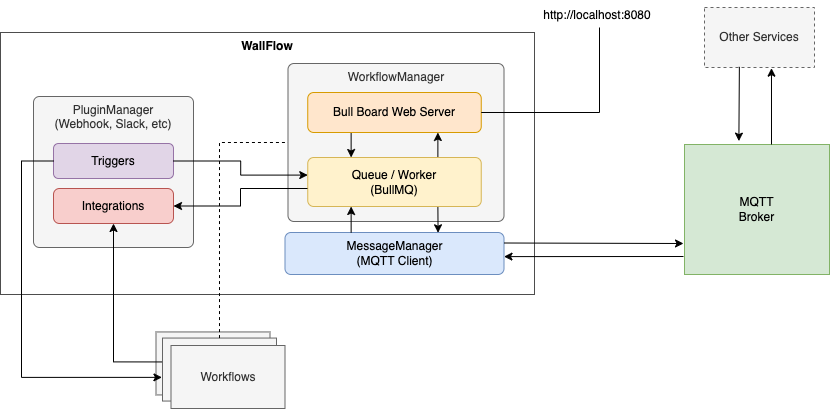 http://localhost:8080
Other Services
WallFlow
WorkflowManager
Bull Board Web Server
PluginManager
(Webhook, Slack, etc)
Triggers
Queue / Worker
(BullMQ)
Integrations
MQTT
Broker
MessageManager
(MQTT Client)
Workflows